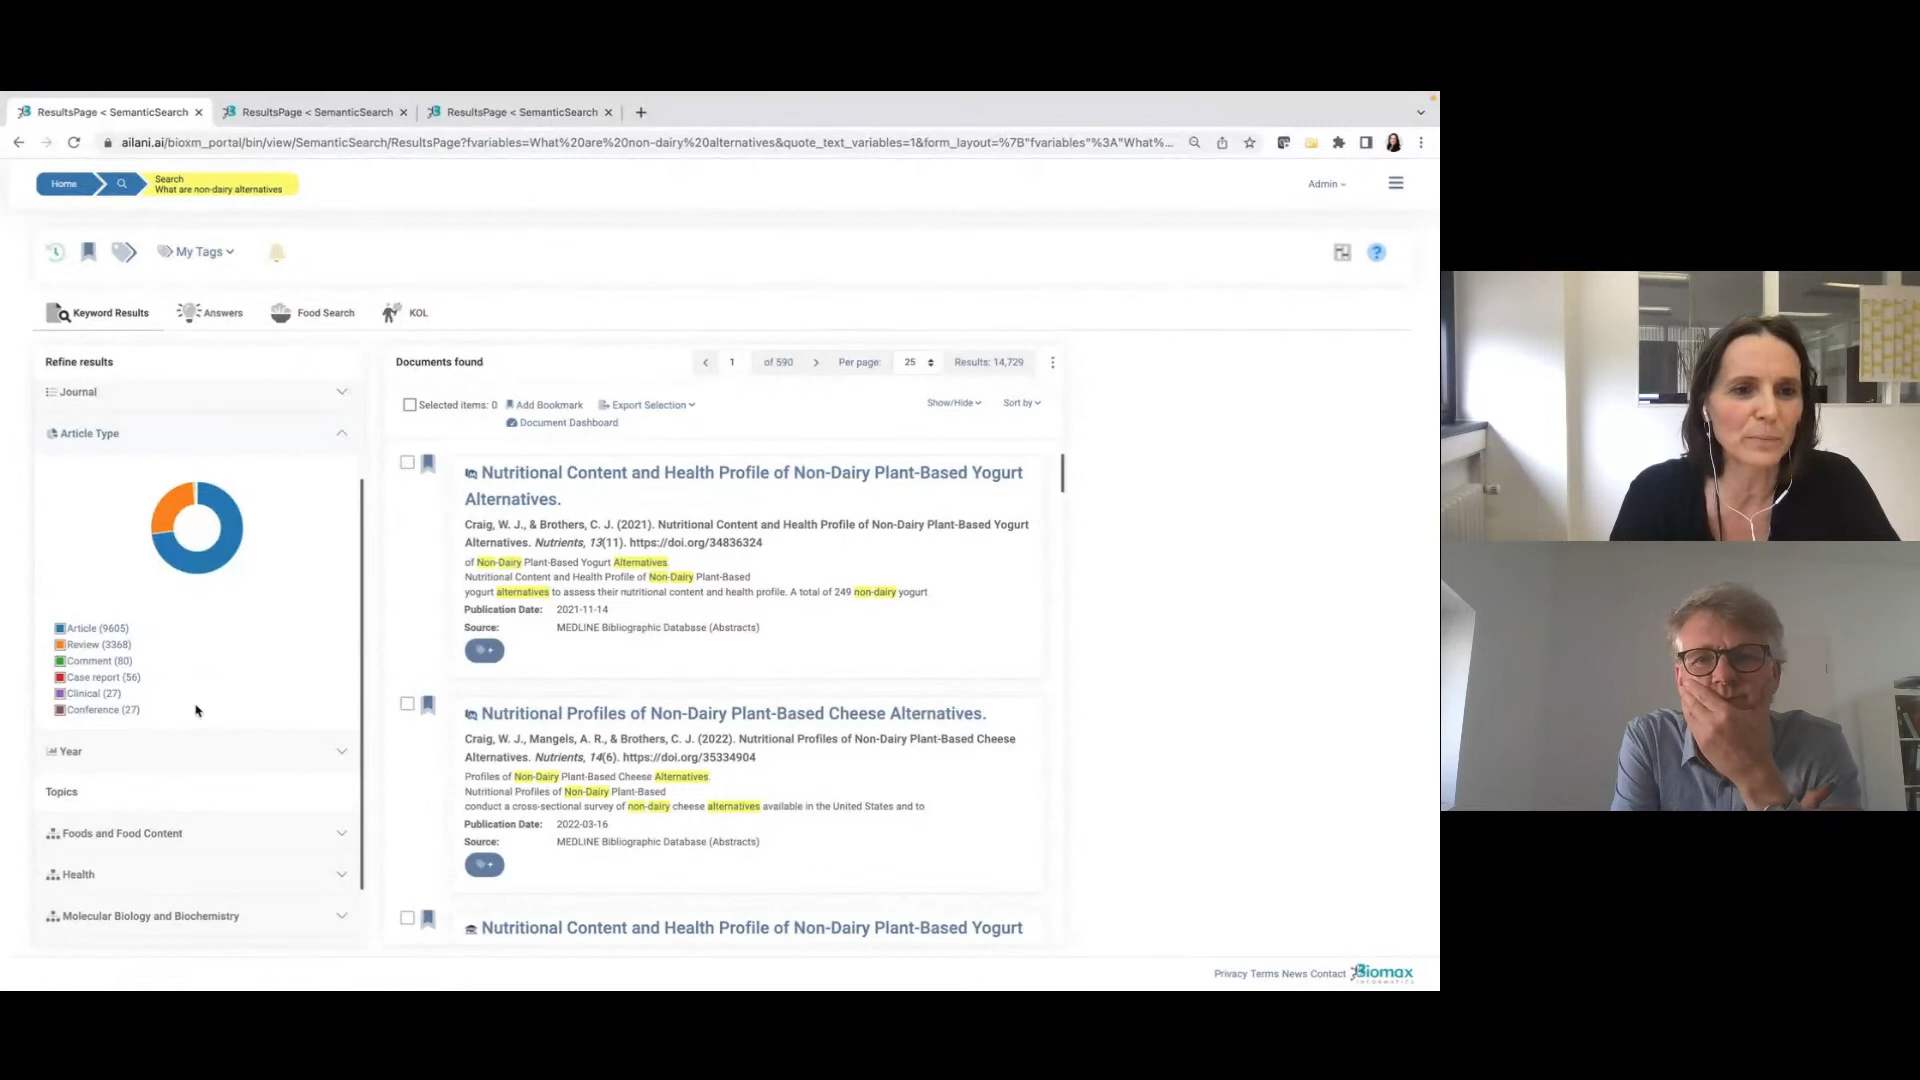 ResultsPage < SemanticSearch
ResultsPage < SemanticSearch
ResultsPage < SemanticSearch
ailani.ai/bioxm_portal/bin/view/SemanticSearch/ResultsPage?fvariables=What%20are%20non-dairy%20alternatives&quote_text_variables=1&form_layout=%7B"fvariables"%3A"What%...
Home
Search
What are non-dairy alternatives
Admin
My Tags
Keyword Results
Answers
Food Search
KOL
Refine results
Journal
Article Type
Article (9605)
Review (3368)
Comment (80)
Case report (56)
Clinical (27)
Conference (27)
Year
Topics
Foods and Food Content
Health
Molecular Biology and Biochemistry
Documents found
1
of 590
Per page:
25
Results: 14,729
Selected items: 0
Add Bookmark
Export Selection
Show/Hide
Sort by
Document Dashboard
Nutritional Content and Health Profile of Non-Dairy Plant-Based Yogurt
Alternatives.
Craig, W. J., & Brothers, C. J. (2021). Nutritional Content and Health Profile of Non-Dairy Plant-Based Yogurt
Alternatives. Nutrients, 13(11). https://doi.org/34836324
of Non-Dairy Plant-Based Yogurt Alternatives.
Nutritional Content and Health Profile of Non-Dairy Plant-Based
yogurt alternatives to assess their nutritional content and health profile. A total of 249 non-dairy yogurt
Publication Date: 2021-11-14
Source: MEDLINE Bibliographic Database (Abstracts)
Nutritional Profiles of Non-Dairy Plant-Based Cheese Alternatives.
Craig, W. J., Mangels, A. R., & Brothers, C. J. (2022). Nutritional Profiles of Non-Dairy Plant-Based Cheese
Alternatives. Nutrients, 14(6). https://doi.org/35334904
Profiles of Non-Dairy Plant-Based Cheese Alternatives.
Nutritional Profiles of Non-Dairy Plant-Based
conduct a cross-sectional survey of non-dairy cheese alternatives available in the United States and to
Publication Date: 2022-03-16
Source: MEDLINE Bibliographic Database (Abstracts)
Nutritional Content and Health Profile of Non-Dairy Plant-Based Yogurt
Privacy Terms News Contact
Biomax
INFORMATICS